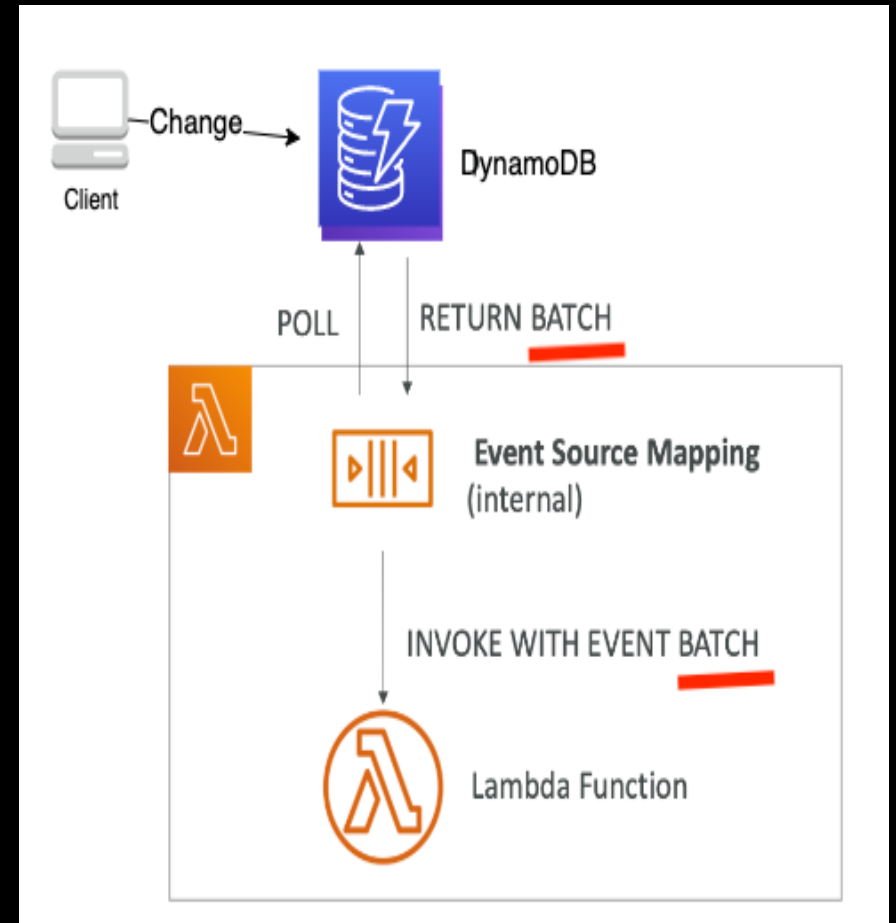 Change
Client
DynamoDB
POLL
RETURN BATCH
Event Source Mapping
(internal)
INVOKE WITH EVENT BATCH
Lambda Function